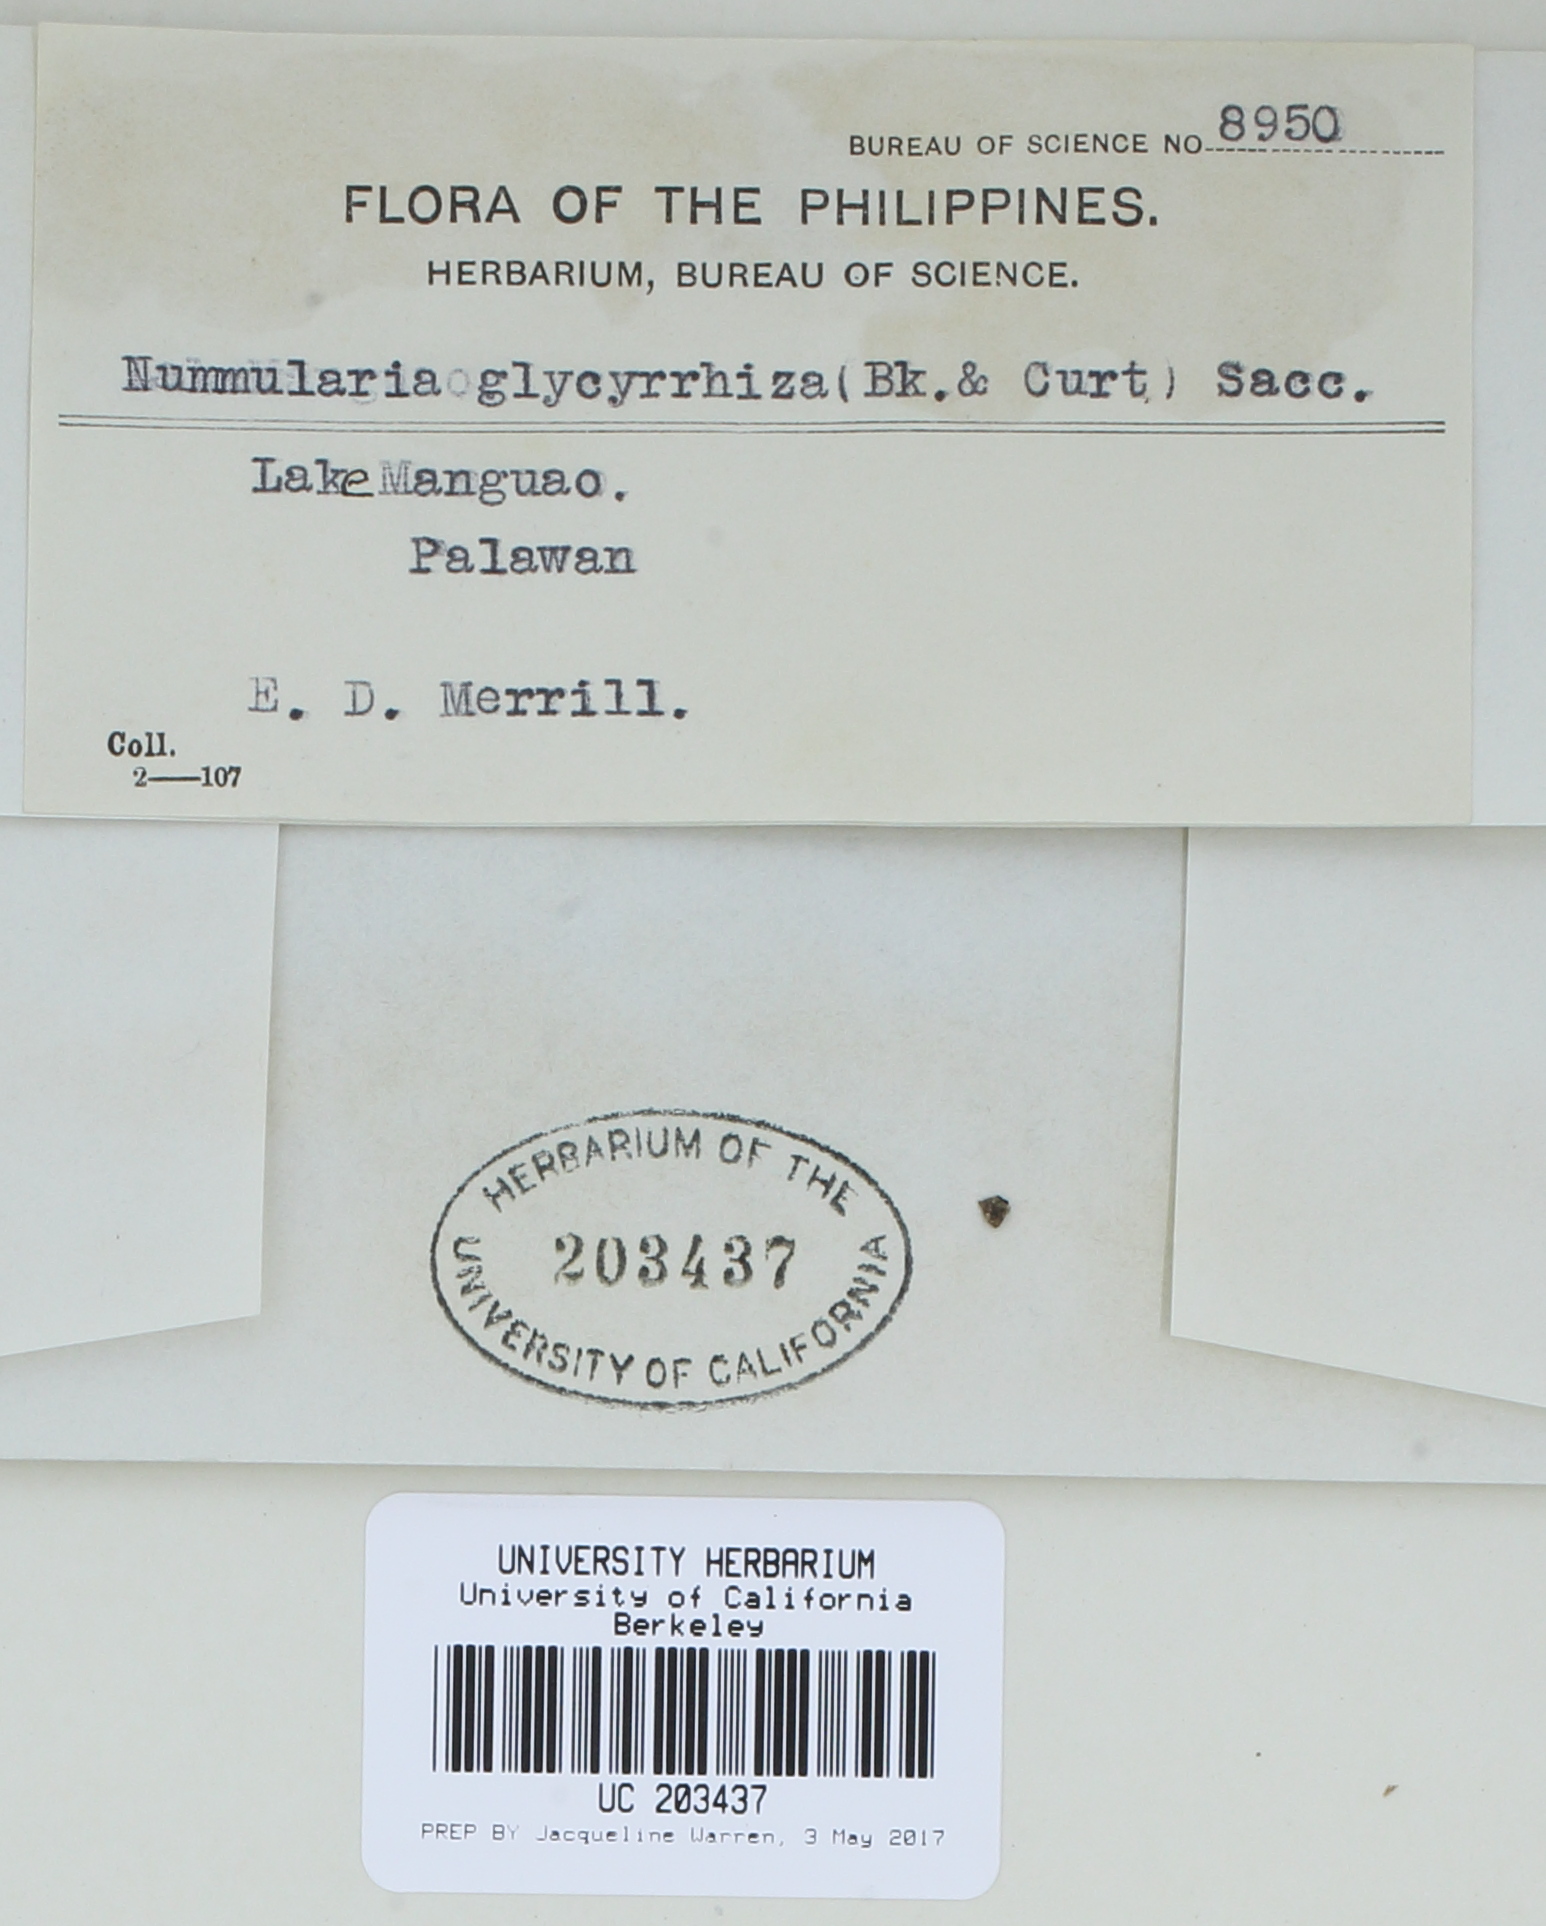 BUREAU OF SCIENCE NO. 8950
FLORA OF THE PHILIPPINES.
HERBARIUM, BUREAU OF SCIENCE.
Nummularia glycyrrhiza (Bk. & Curt.) Sacc.
Lake Manguao.
Palawan
E. D. Merrill.
Coll.
2—107
HERBARIUM OF THE
203437
UNIVERSITY OF CALIFORNIA
UNIVERSITY HERBARIUM
University of California
Berkeley
UC 203437
PREP BY Jacqueline Warren, 3 May 2017